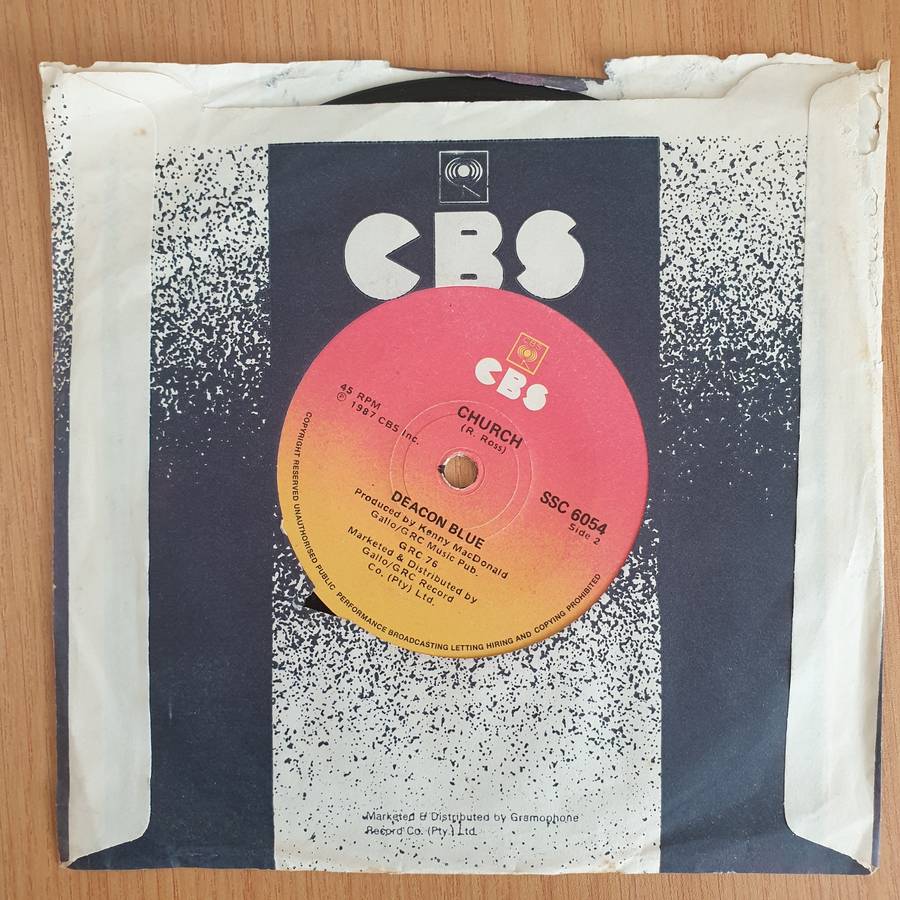 CBS
CBS
CBS
45 RPM
℗ 1987 CBS Inc.
CHURCH
(R. Ross)
SSC 6054
Side 2
DEACON BLUE
Produced by Kenny MacDonald
Gallo/GRC Music Pub.
GRC 76
Marketed & Distributed by
Gallo/GRC Record
Co. (Pty) Ltd.
COPYRIGHT RESERVED UNAUTHORISED PUBLIC PERFORMANCE BROADCASTING LETTING HIRING AND COPYING PROHIBITED
Marketed & Distributed by Gramophone
Record Co. (Pty.) Ltd.